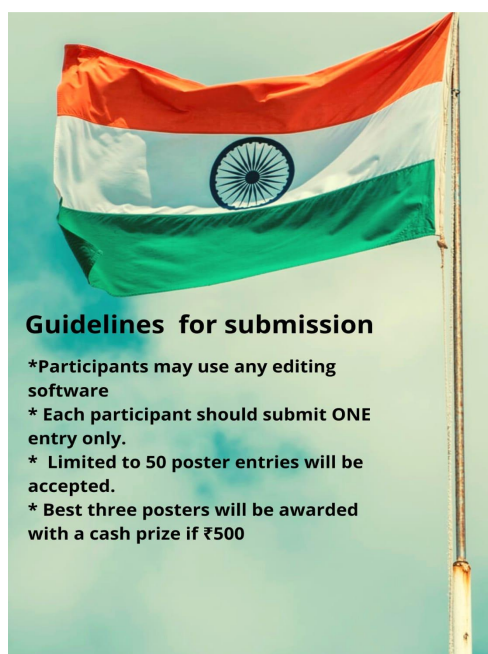 Guidelines  for submission
*Participants may use any editing
software
* Each participant should submit ONE
entry only.
*  Limited to 50 poster entries will be
accepted.
* Best three posters will be awarded
with a cash prize if ₹500